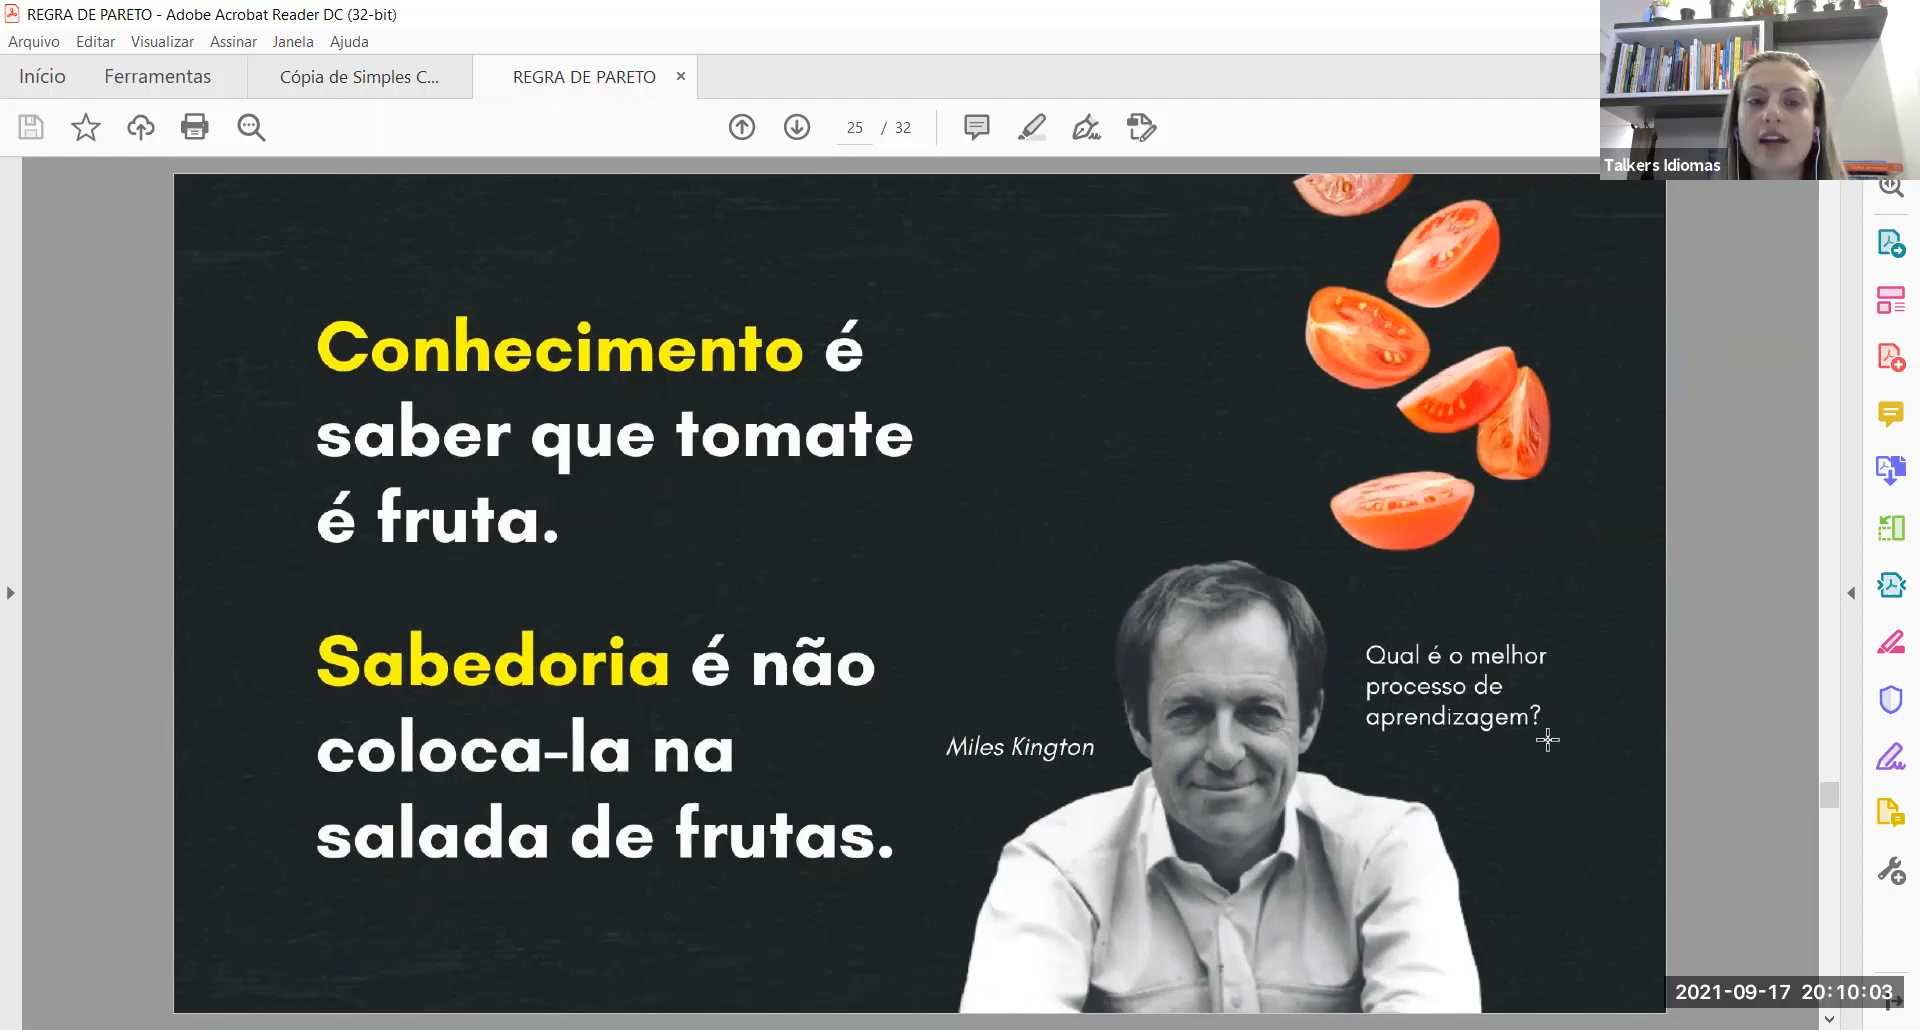 REGRA DE PARETO - Adobe Acrobat Reader DC (32-bit)
Arquivo Editar Visualizar Assinar Janela Ajuda
Início Ferramentas Cópia de Simples C... REGRA DE PARETO ×
25 / 32
Talkers Idiomas
Conhecimento é
saber que tomate
é fruta.
Sabedoria é não
coloca-la na
salada de frutas.
Miles Kington
Qual é o melhor
processo de
aprendizagem?
2021-09-17 20:10:03